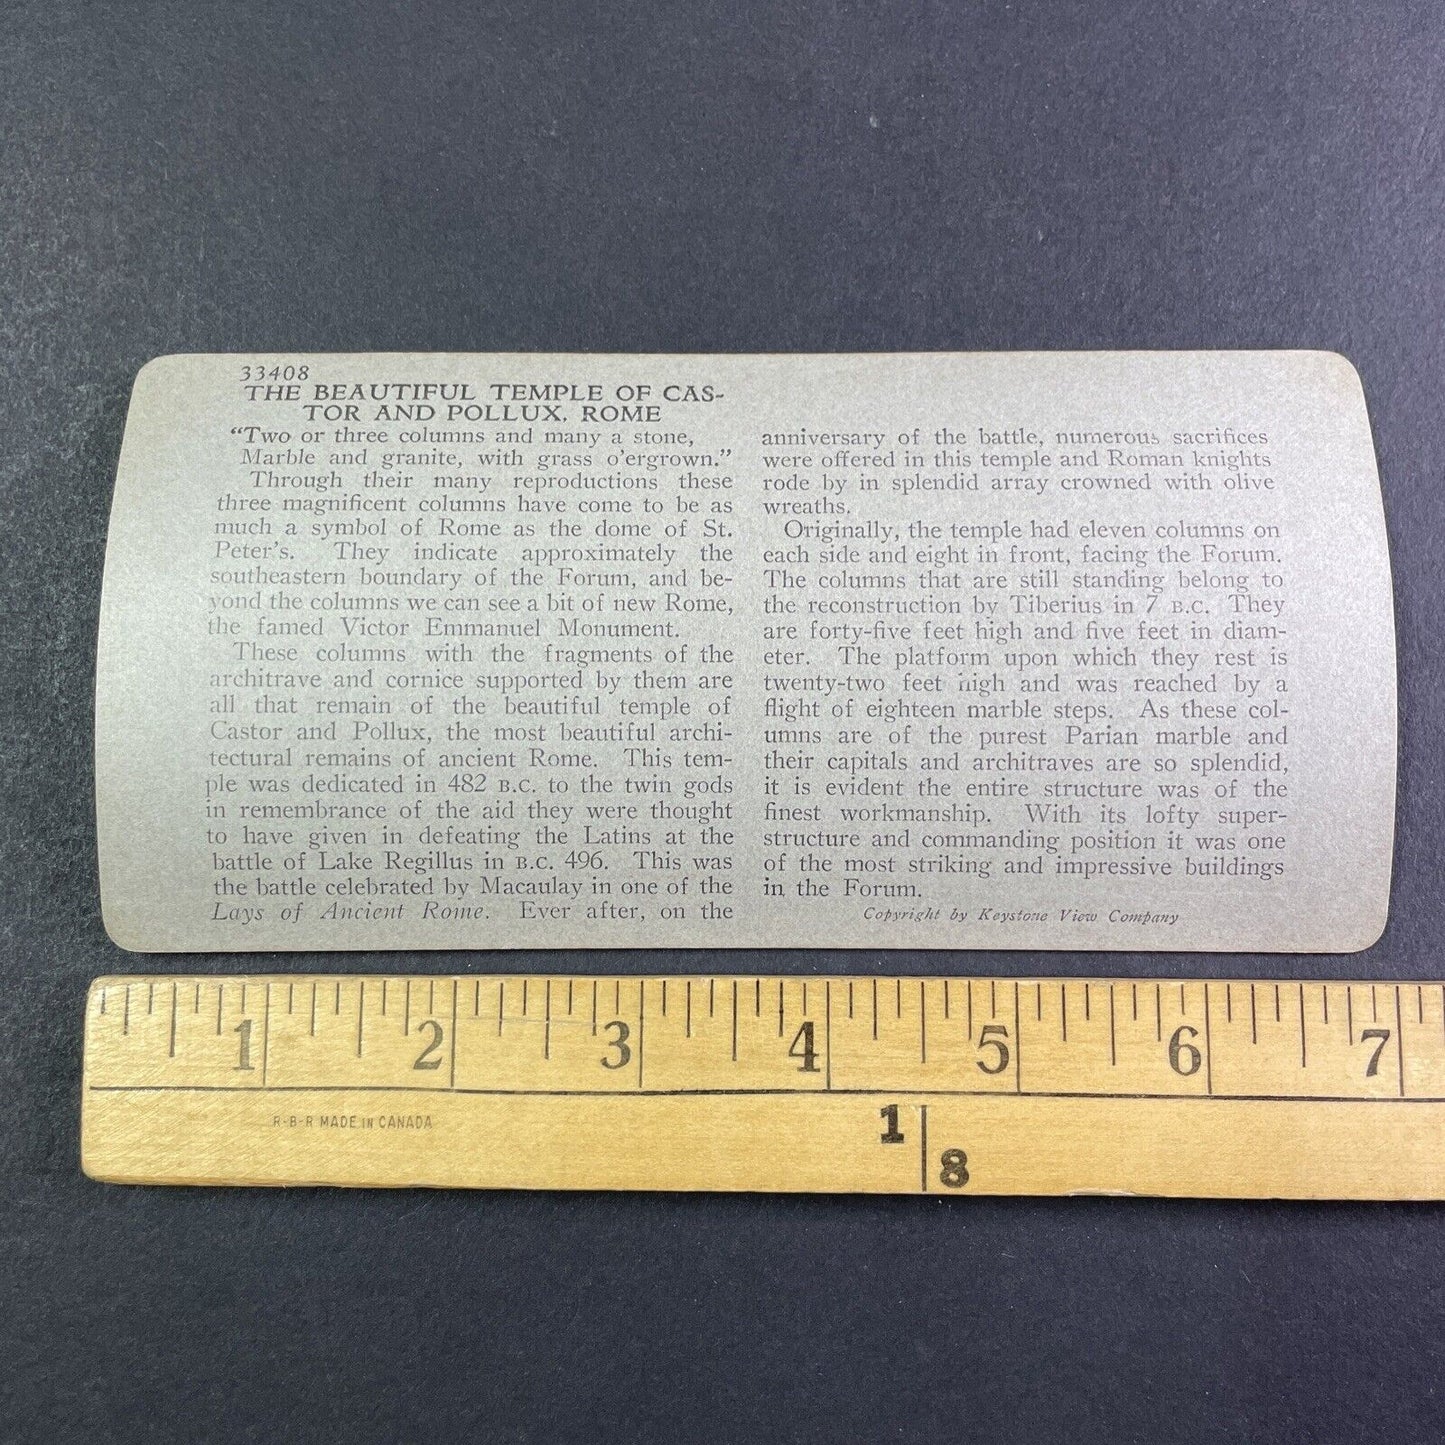 33408
THE BEAUTIFUL TEMPLE OF CAS-
TOR AND POLLUX, ROME
"Two or three columns and many a stone,
Marble and granite, with grass o'ergrown."
Through their many reproductions these
three magnificent columns have come to be as
much a symbol of Rome as the dome of St.
Peter's. They indicate approximately the
southeastern boundary of the Forum, and be-
yond the columns we can see a bit of new Rome,
the famed Victor Emmanuel Monument.
These columns with the fragments of the
architrave and cornice supported by them are
all that remain of the beautiful temple of
Castor and Pollux, the most beautiful archi-
tectural remains of ancient Rome. This tem-
ple was dedicated in 482 B.C. to the twin gods
in remembrance of the aid they were thought
to have given in defeating the Latins at the
battle of Lake Regillus in B.C. 496. This was
the battle celebrated by Macaulay in one of the
Lays of Ancient Rome. Ever after, on the
anniversary of the battle, numerous sacrifices
were offered in this temple and Roman knights
rode by in splendid array crowned with olive
wreaths.
Originally, the temple had eleven columns on
each side and eight in front, facing the Forum.
The columns that are still standing belong to
the reconstruction by Tiberius in 7 B.C. They
are forty-five feet high and five feet in diam-
eter. The platform upon which they rest is
twenty-two feet high and was reached by a
flight of eighteen marble steps. As these col-
umns are of the purest Parian marble and
their capitals and architraves are so splendid,
it is evident the entire structure was of the
finest workmanship. With its lofty super-
structure and commanding position it was one
of the most striking and impressive buildings
in the Forum.
Copyright by Keystone View Company
1 2 3 4 5 6 7
R-B-R MADE IN CANADA
1
8